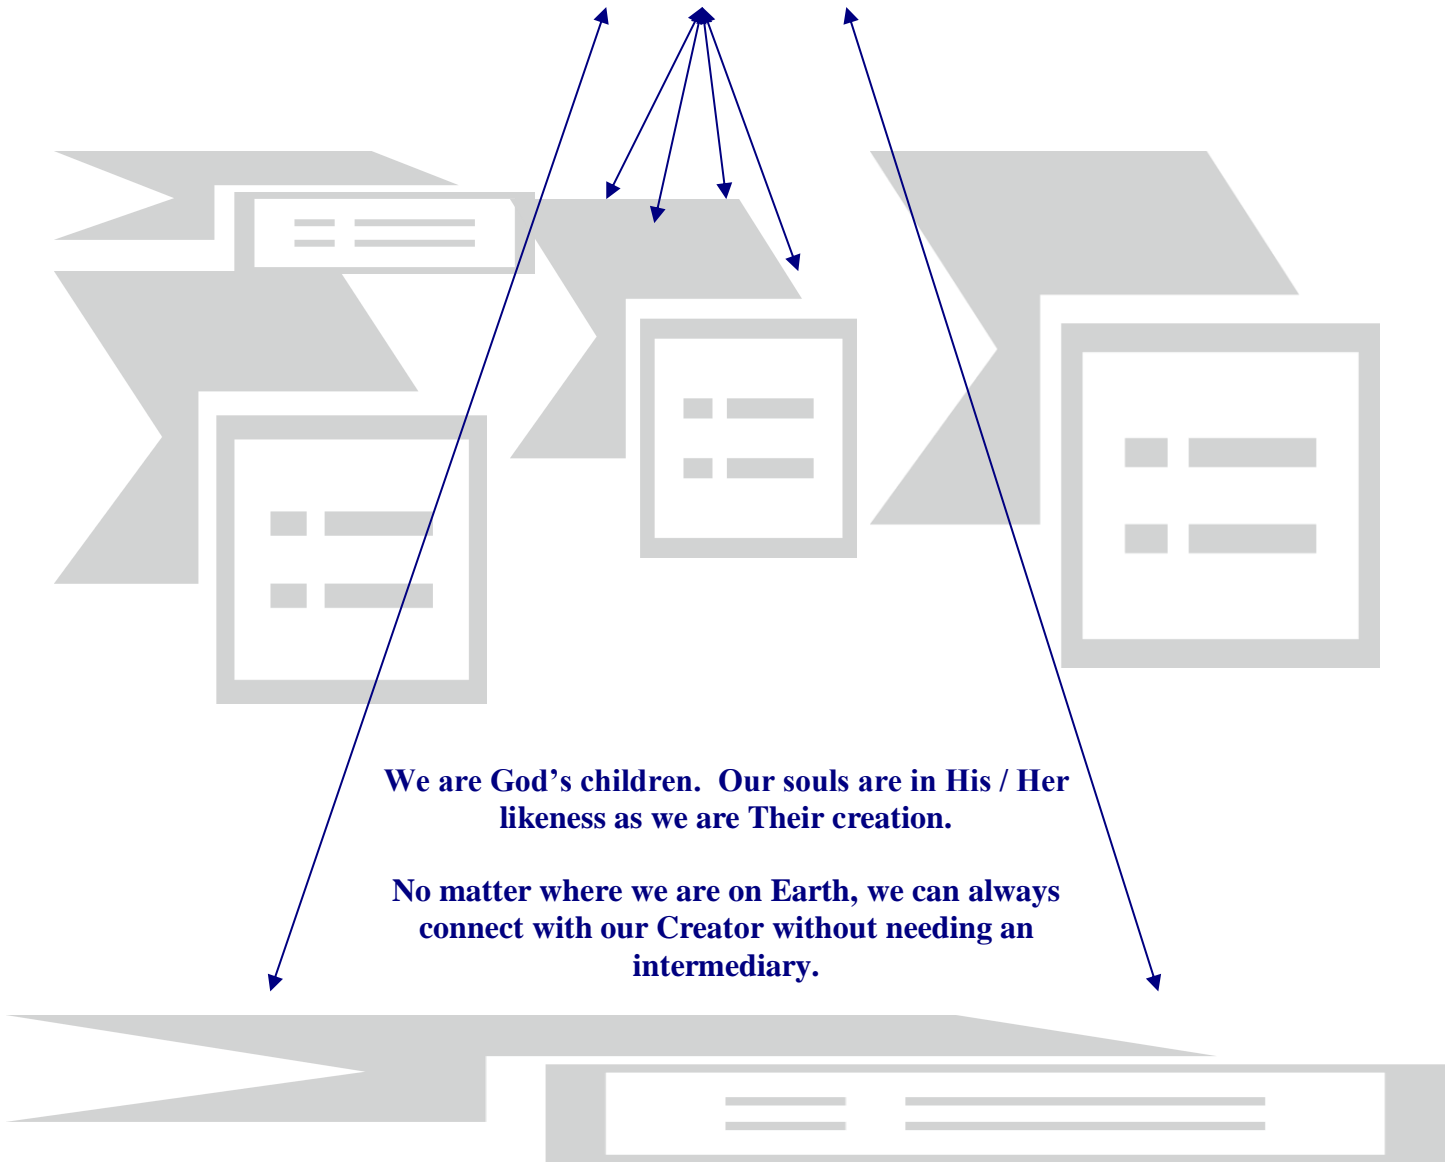 We are God’s children.  Our souls are in His / Her
likeness as we are Their creation.
No matter where we are on Earth, we can always
connect with our Creator without needing an
intermediary.